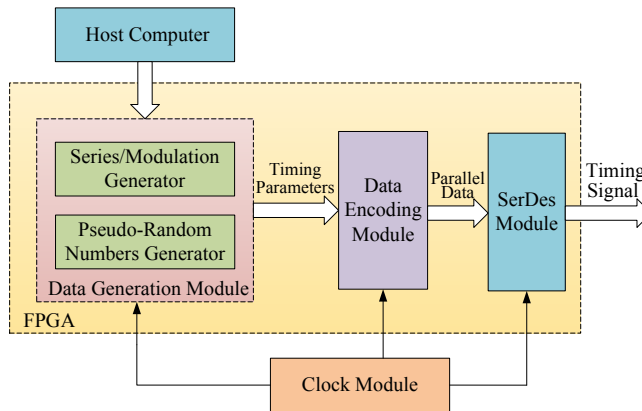 Host Computer
Series/Modulation
Generator
Pseudo-Random
Numbers Generator
Data Generation Module
FPGA
Timing
Parameters
Data
Encoding
Module
Parallel
Data
SerDes
Module
Timing
Signal
Clock Module